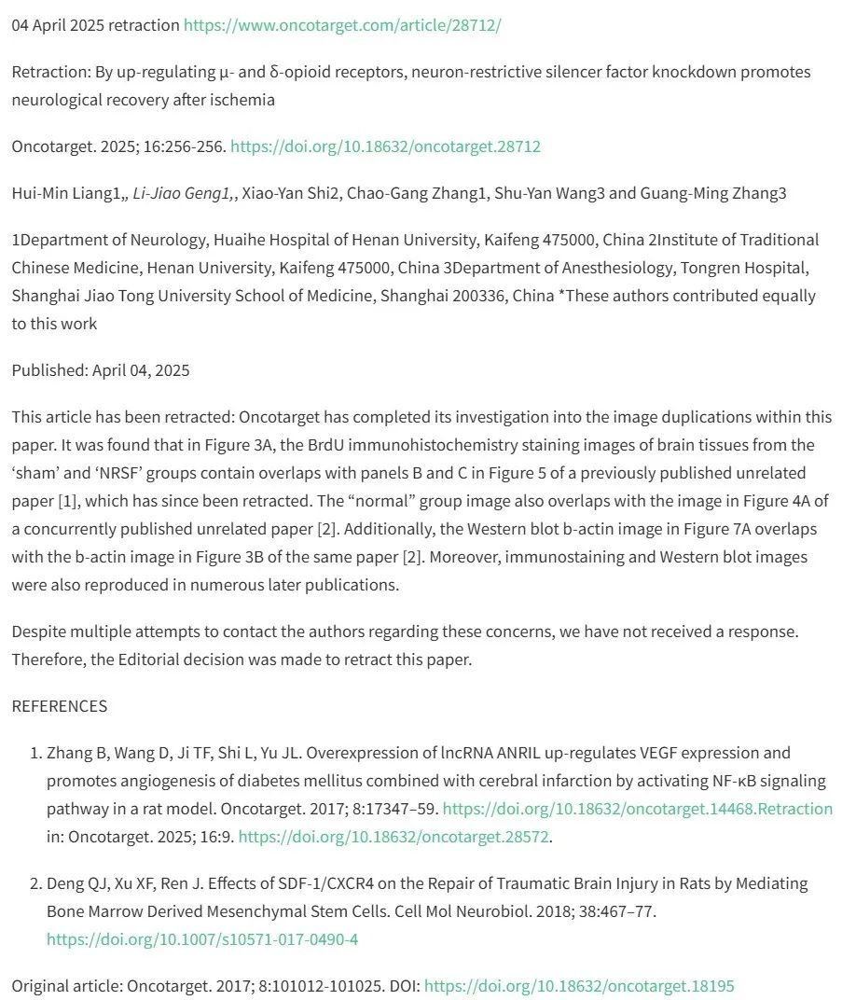 04 April 2025 retraction https://www.oncotarget.com/article/28712/
Retraction: By up-regulating μ- and δ-opioid receptors, neuron-restrictive silencer factor knockdown promotes
neurological recovery after ischemia
Oncotarget. 2025; 16:256-256. https://doi.org/10.18632/oncotarget.28712
Hui-Min Liang1,, Li-Jiao Geng1,, Xiao-Yan Shi2, Chao-Gang Zhang1, Shu-Yan Wang3 and Guang-Ming Zhang3
1Department of Neurology, Huaihe Hospital of Henan University, Kaifeng 475000, China 2Institute of Traditional
Chinese Medicine, Henan University, Kaifeng 475000, China 3Department of Anesthesiology, Tongren Hospital,
Shanghai Jiao Tong University School of Medicine, Shanghai 200336, China *These authors contributed equally
to this work
Published: April 04, 2025
This article has been retracted: Oncotarget has completed its investigation into the image duplications within this
paper. It was found that in Figure 3A, the BrdU immunohistochemistry staining images of brain tissues from the
‘sham’ and ‘NRSF’ groups contain overlaps with panels B and C in Figure 5 of a previously published unrelated
paper [1], which has since been retracted. The “normal” group image also overlaps with the image in Figure 4A of
a concurrently published unrelated paper [2]. Additionally, the Western blot b-actin image in Figure 7A overlaps
with the b-actin image in Figure 3B of the same paper [2]. Moreover, immunostaining and Western blot images
were also reproduced in numerous later publications.
Despite multiple attempts to contact the authors regarding these concerns, we have not received a response.
Therefore, the Editorial decision was made to retract this paper.
REFERENCES
1. Zhang B, Wang D, Ji TF, Shi L, Yu JL. Overexpression of lncRNA ANRIL up-regulates VEGF expression and
promotes angiogenesis of diabetes mellitus combined with cerebral infarction by activating NF-κB signaling
pathway in a rat model. Oncotarget. 2017; 8:17347–59. https://doi.org/10.18632/oncotarget.14468.Retraction
in: Oncotarget. 2025; 16:9. https://doi.org/10.18632/oncotarget.28572.
2. Deng QJ, Xu XF, Ren J. Effects of SDF-1/CXCR4 on the Repair of Traumatic Brain Injury in Rats by Mediating
Bone Marrow Derived Mesenchymal Stem Cells. Cell Mol Neurobiol. 2018; 38:467–77.
https://doi.org/10.1007/s10571-017-0490-4
Original article: Oncotarget. 2017; 8:101012-101025. DOI: https://doi.org/10.18632/oncotarget.18195